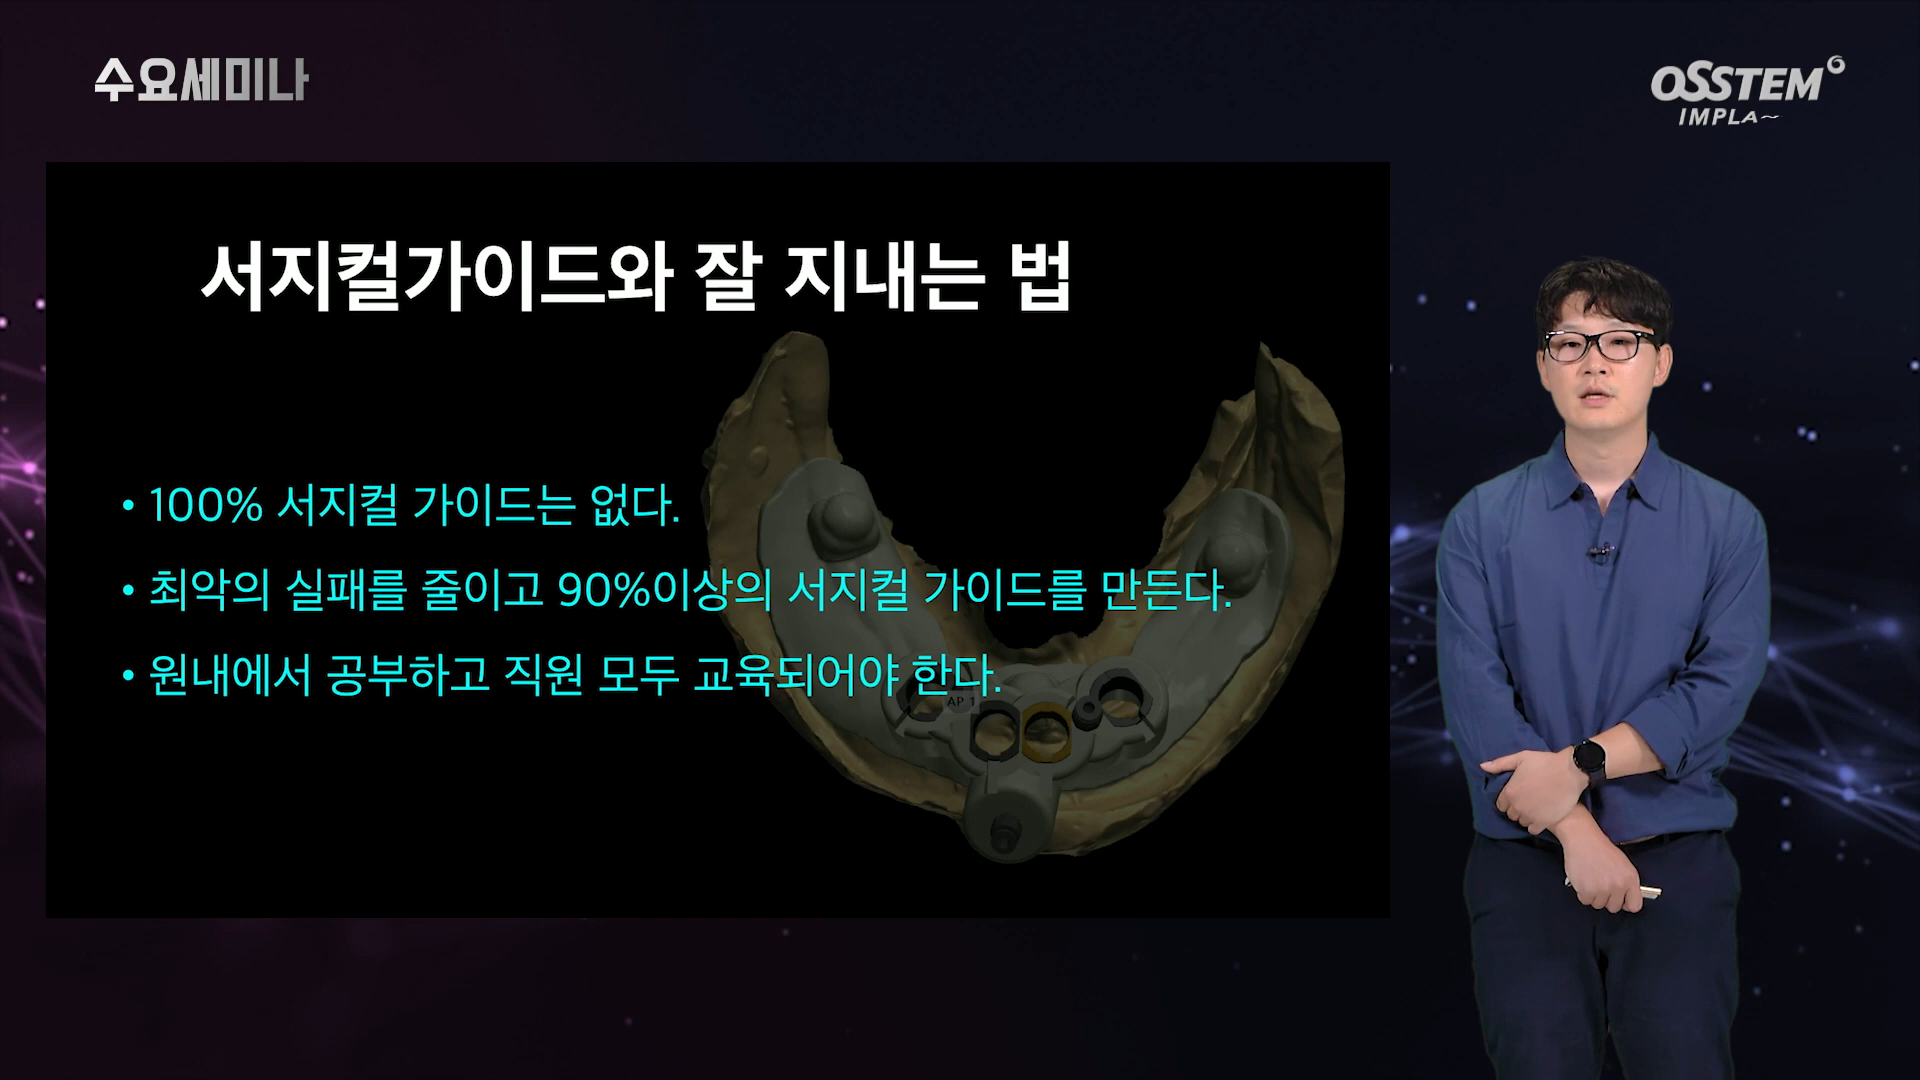 수요세미나
OSSTEM
IMPLA
서지컬가이드와 잘 지내는 법
• 100% 서지컬 가이드는 없다.
• 최악의 실패를 줄이고 90%이상의 서지컬 가이드를 만든다.
• 원내에서 공부하고 직원 모두 교육되어야 한다.
AP 1